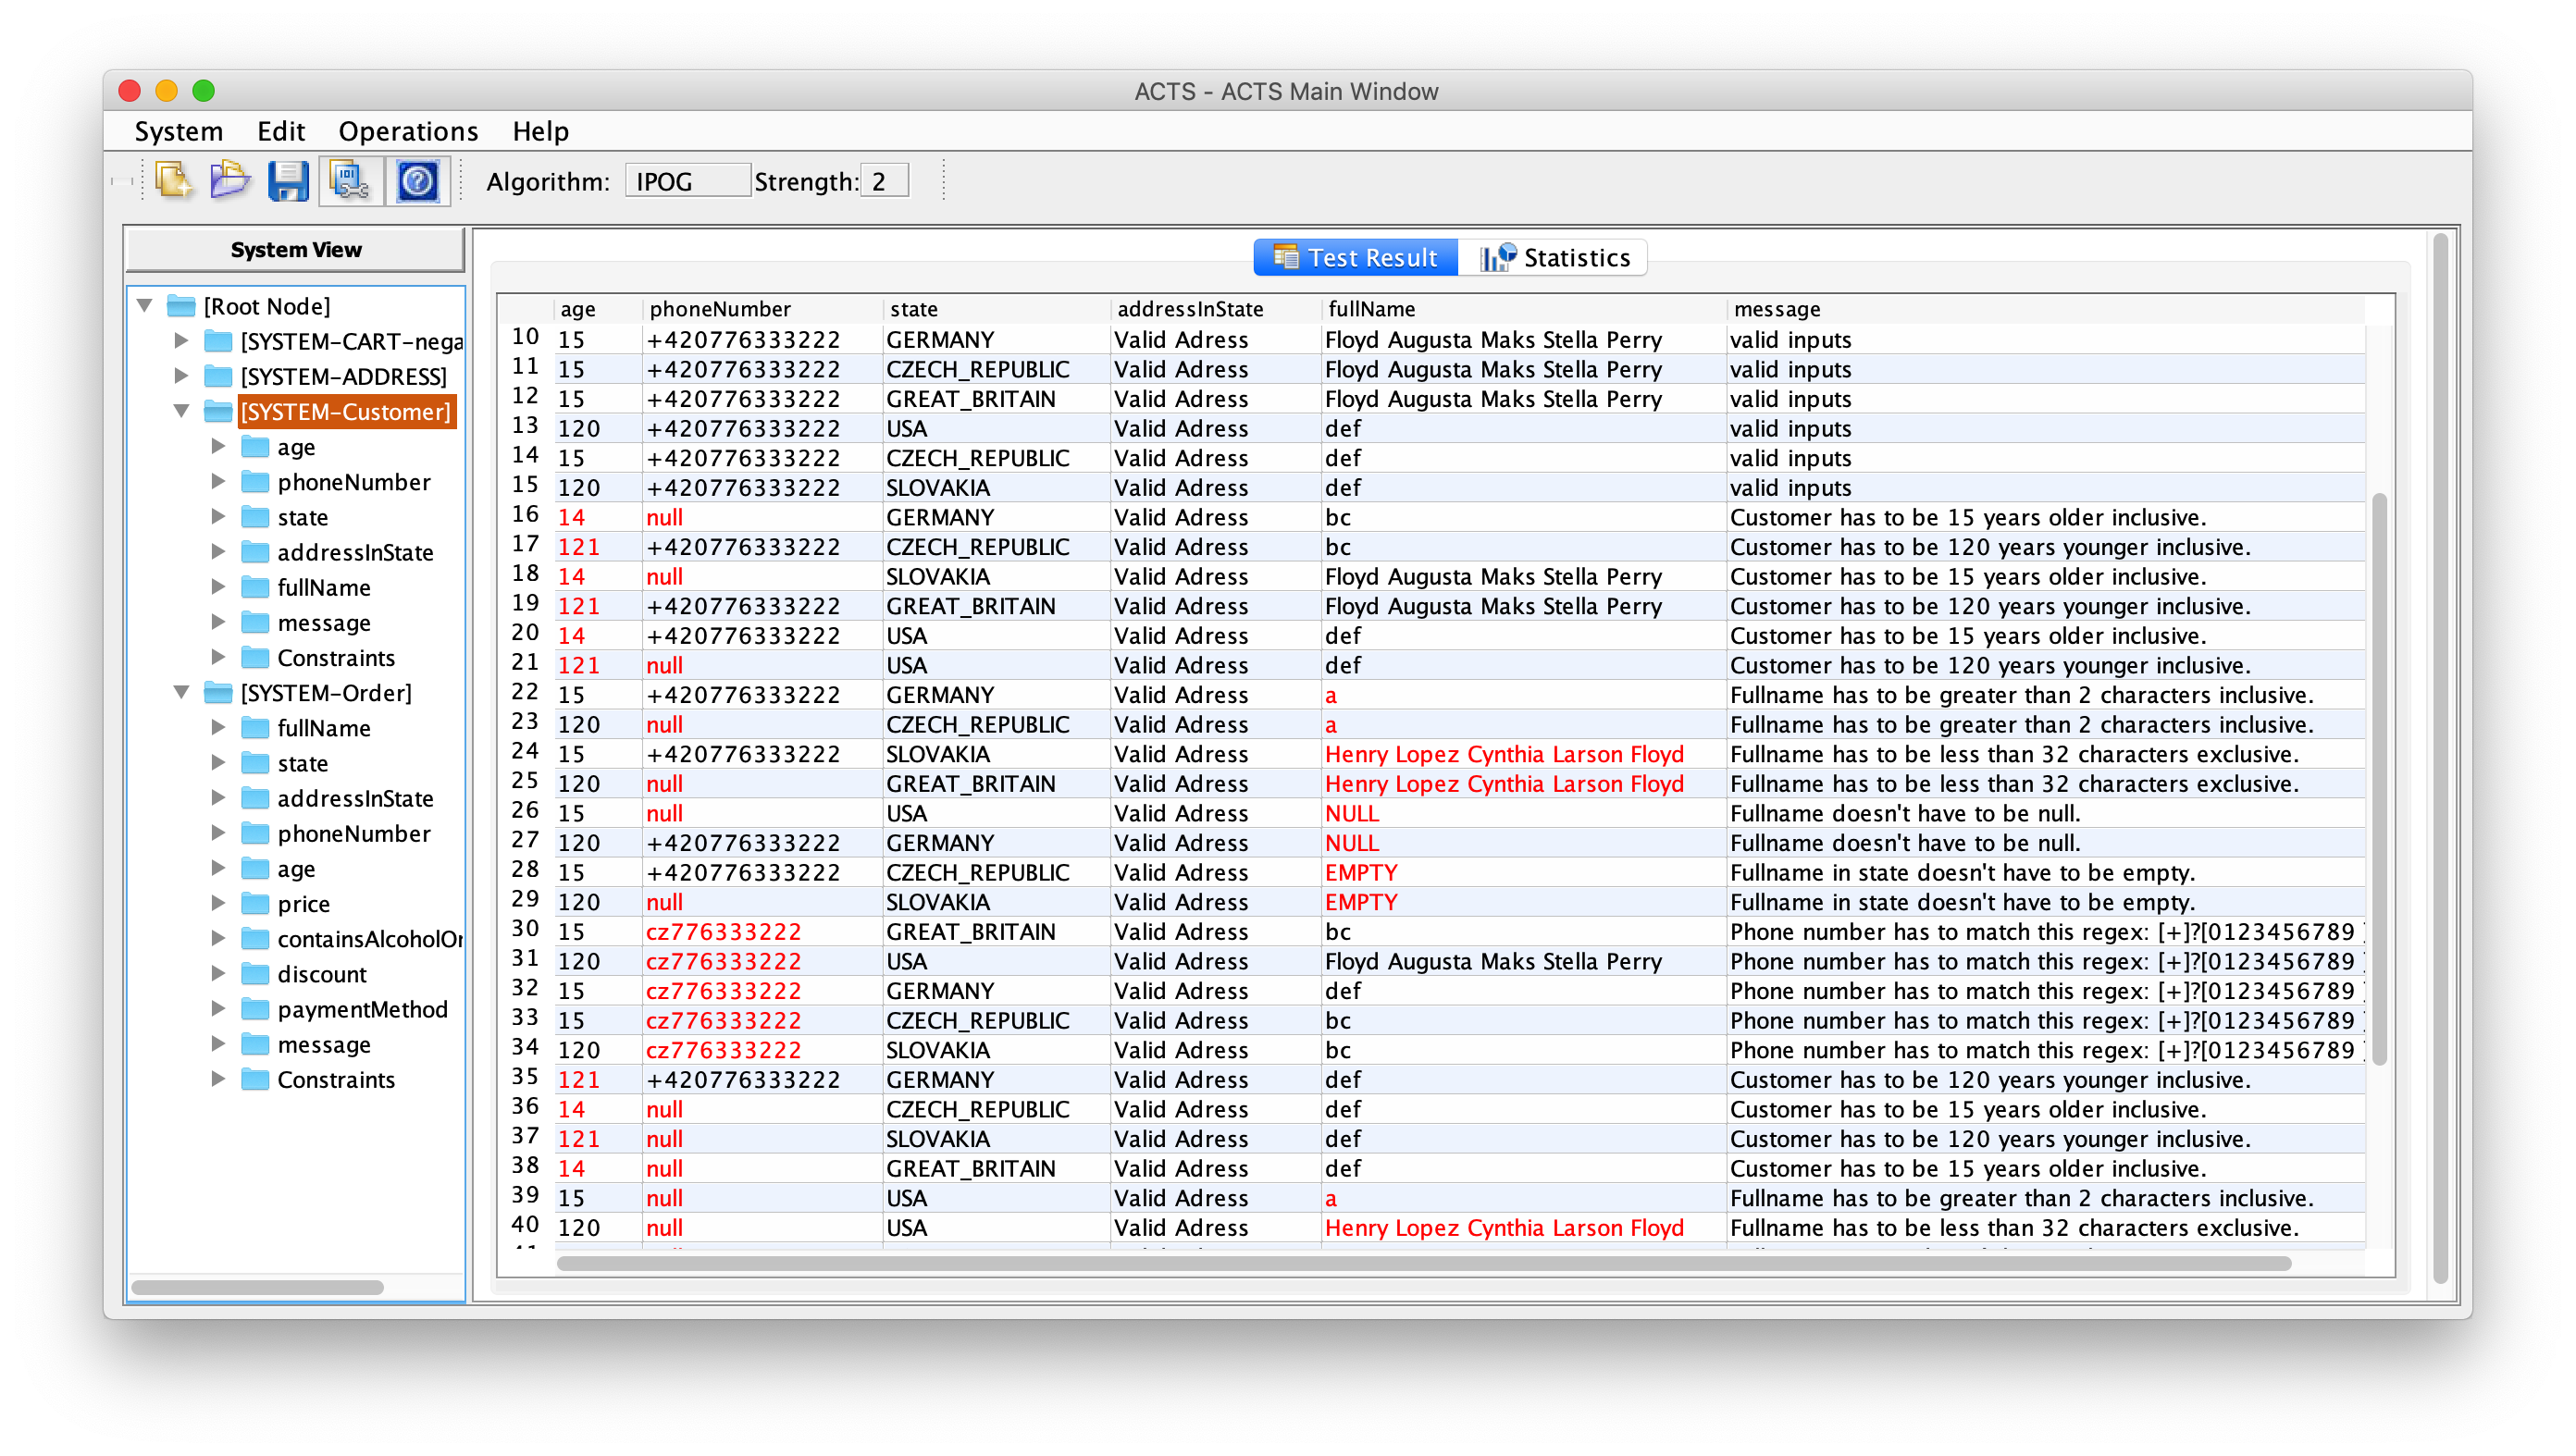 ACTS - ACTS Main Window
System Edit Operations Help
Algorithm: IPOG Strength: 2
System View
[Root Node]
[SYSTEM-CART-nega
[SYSTEM-ADDRESS]
[SYSTEM-Customer]
age
phoneNumber
state
addressInState
fullName
message
Constraints
[SYSTEM-Order]
fullName
state
addressInState
phoneNumber
age
price
containsAlcoholOr
discount
paymentMethod
message
Constraints
Test Result Statistics
age phoneNumber state addressInState fullName message
10 15 +420776333222 GERMANY Valid Adress Floyd Augusta Maks Stella Perry valid inputs
11 15 +420776333222 CZECH_REPUBLIC Valid Adress Floyd Augusta Maks Stella Perry valid inputs
12 15 +420776333222 GREAT_BRITAIN Valid Adress Floyd Augusta Maks Stella Perry valid inputs
13 120 +420776333222 USA Valid Adress def valid inputs
14 15 +420776333222 CZECH_REPUBLIC Valid Adress def valid inputs
15 120 +420776333222 SLOVAKIA Valid Adress def valid inputs
16 14 null GERMANY Valid Adress bc Customer has to be 15 years older inclusive.
17 121 +420776333222 CZECH_REPUBLIC Valid Adress bc Customer has to be 120 years younger inclusive.
18 14 null SLOVAKIA Valid Adress Floyd Augusta Maks Stella Perry Customer has to be 15 years older inclusive.
19 121 +420776333222 GREAT_BRITAIN Valid Adress Floyd Augusta Maks Stella Perry Customer has to be 120 years younger inclusive.
20 14 +420776333222 USA Valid Adress def Customer has to be 15 years older inclusive.
21 121 null USA Valid Adress def Customer has to be 120 years younger inclusive.
22 15 +420776333222 GERMANY Valid Adress a Fullname has to be greater than 2 characters inclusive.
23 120 null CZECH_REPUBLIC Valid Adress a Fullname has to be greater than 2 characters inclusive.
24 15 +420776333222 SLOVAKIA Valid Adress Henry Lopez Cynthia Larson Floyd Fullname has to be less than 32 characters exclusive.
25 120 null GREAT_BRITAIN Valid Adress Henry Lopez Cynthia Larson Floyd Fullname has to be less than 32 characters exclusive.
26 15 null USA Valid Adress NULL Fullname doesn't have to be null.
27 120 +420776333222 GERMANY Valid Adress NULL Fullname doesn't have to be null.
28 15 +420776333222 CZECH_REPUBLIC Valid Adress EMPTY Fullname in state doesn't have to be empty.
29 120 null SLOVAKIA Valid Adress EMPTY Fullname in state doesn't have to be empty.
30 15 cz776333222 GREAT_BRITAIN Valid Adress bc Phone number has to match this regex: [+]?[0123456789
31 120 cz776333222 USA Valid Adress Floyd Augusta Maks Stella Perry Phone number has to match this regex: [+]?[0123456789
32 15 cz776333222 GERMANY Valid Adress def Phone number has to match this regex: [+]?[0123456789
33 15 cz776333222 CZECH_REPUBLIC Valid Adress bc Phone number has to match this regex: [+]?[0123456789
34 120 cz776333222 SLOVAKIA Valid Adress bc Phone number has to match this regex: [+]?[0123456789
35 121 +420776333222 GERMANY Valid Adress def Customer has to be 120 years younger inclusive.
36 14 null CZECH_REPUBLIC Valid Adress def Customer has to be 15 years older inclusive.
37 121 null SLOVAKIA Valid Adress def Customer has to be 120 years younger inclusive.
38 14 null GREAT_BRITAIN Valid Adress def Customer has to be 15 years older inclusive.
39 15 null USA Valid Adress a Fullname has to be greater than 2 characters inclusive.
40 120 null USA Valid Adress Henry Lopez Cynthia Larson Floyd Fullname has to be less than 32 characters exclusive.